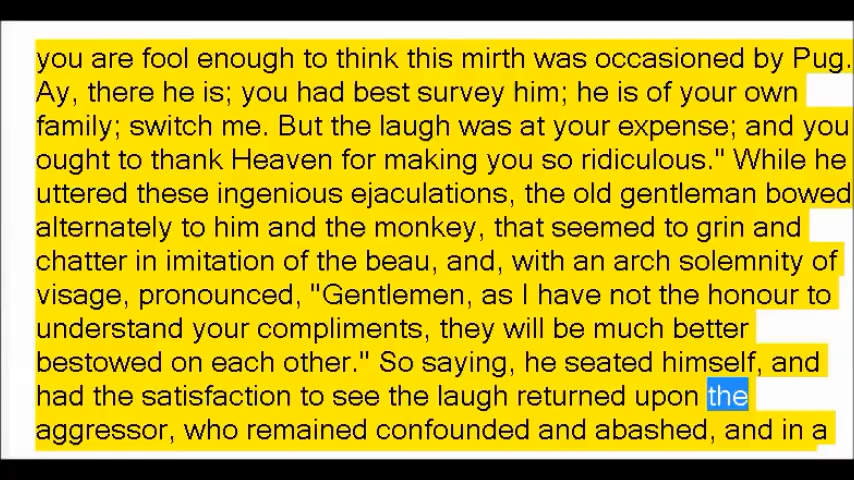 you are fool enough to think this mirth was occasioned by Pug.
Ay, there he is; you had best survey him; he is of your own
family; switch me. But the laugh was at your expense; and you
ought to thank Heaven for making you so ridiculous." While he
uttered these ingenious ejaculations, the old gentleman bowed
alternately to him and the monkey, that seemed to grin and
chatter in imitation of the beau, and, with an arch solemnity of
visage, pronounced, "Gentlemen, as I have not the honour to
understand your compliments, they will be much better
bestowed on each other." So saying, he seated himself, and
had the satisfaction to see the laugh returned upon the
aggressor, who remained confounded and abashed, and in a